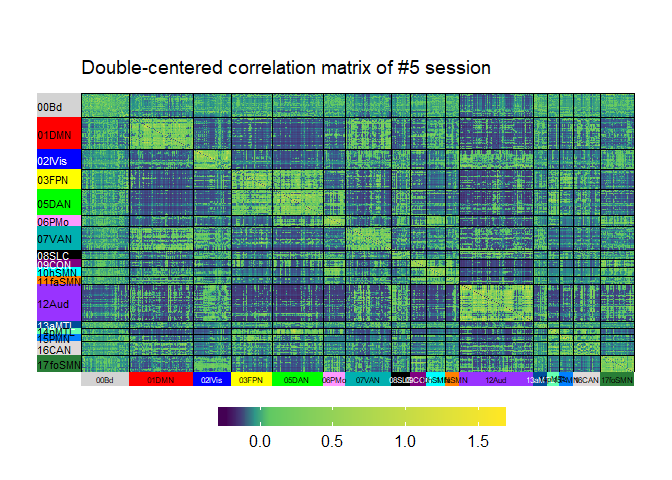 Double-centered correlation matrix of #5 session
00Bd
01DMN
02lVis
03FPN
05DAN
06PMo
07VAN
08SLC
09CON
10hSMN
11faSMN
12Aud
13aMTL
15PMN
16CAN
17foSMN
00Bd 01DMN 02lVis 03FPN 05DAN 06PMo 07VAN 12Aud 17foSMN
0.0 0.5 1.0 1.5